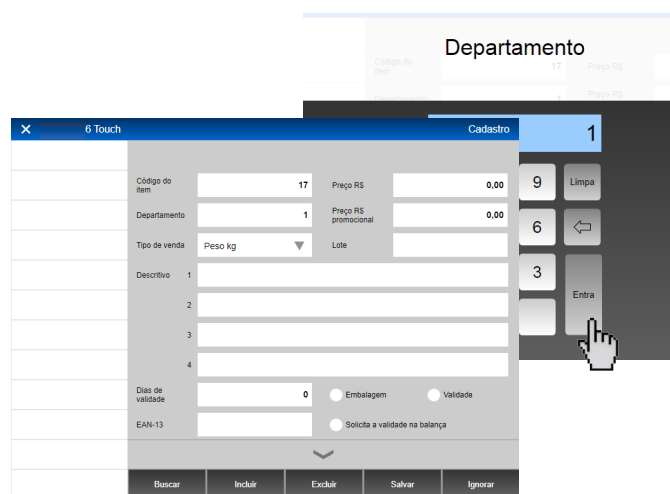 Departamento
Código do
item
17
Preço R$
Departamento
1
Preço R$
1
9
Limpa
6
3
Entra
6 Touch
Cadastro
Código do
item
17
Preço R$
0,00
Departamento
1
Preço R$
promocional
0,00
Tipo de venda
Peso kg
Lote
Descritivo 1
2
3
4
Dias de
validade
0
Embalagem
Validade
EAN-13
Solicita a validade na balança
Buscar
Incluir
Excluir
Salvar
Ignorar